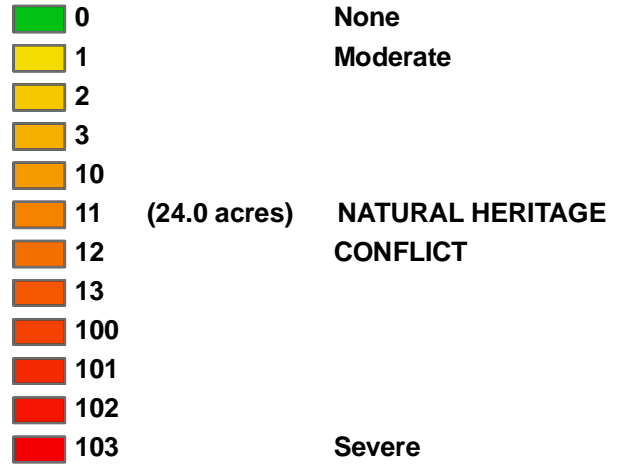 0 None
1 Moderate
2
3
10
11 (24.0 acres) NATURAL HERITAGE
12 CONFLICT
13
100
101
102
103 Severe